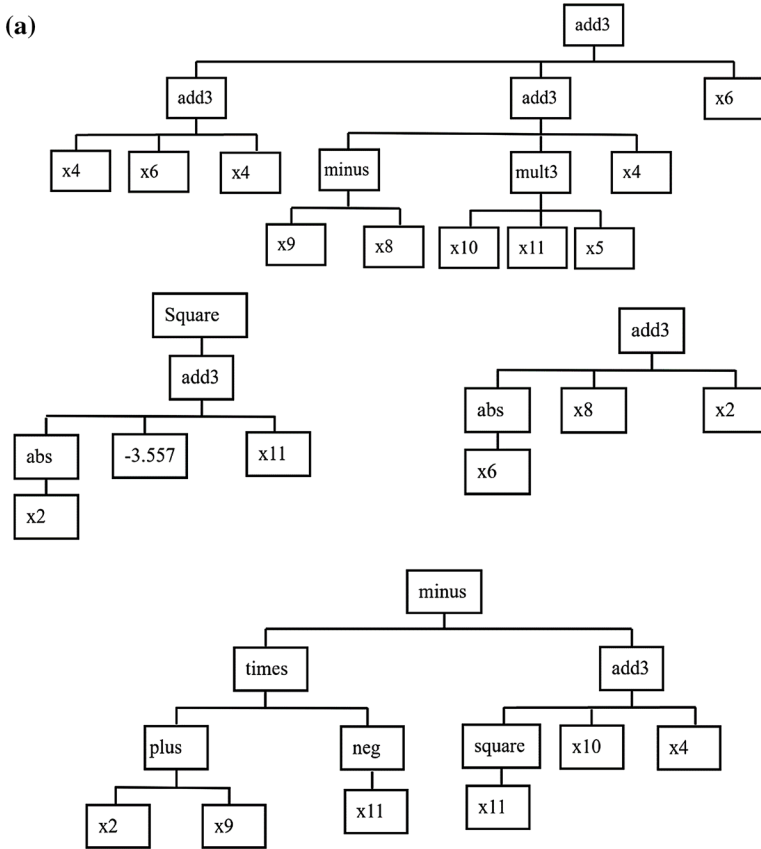 (a)
add3
add3 add3 x6
x4 x6 x4 minus mult3 x4
x9 x8 x10 x11 x5
Square
add3
add3
abs -3.557 x11
abs x8 x2
x2
x6
minus
times add3
plus neg square x10 x4
x2 x9 x11 x11